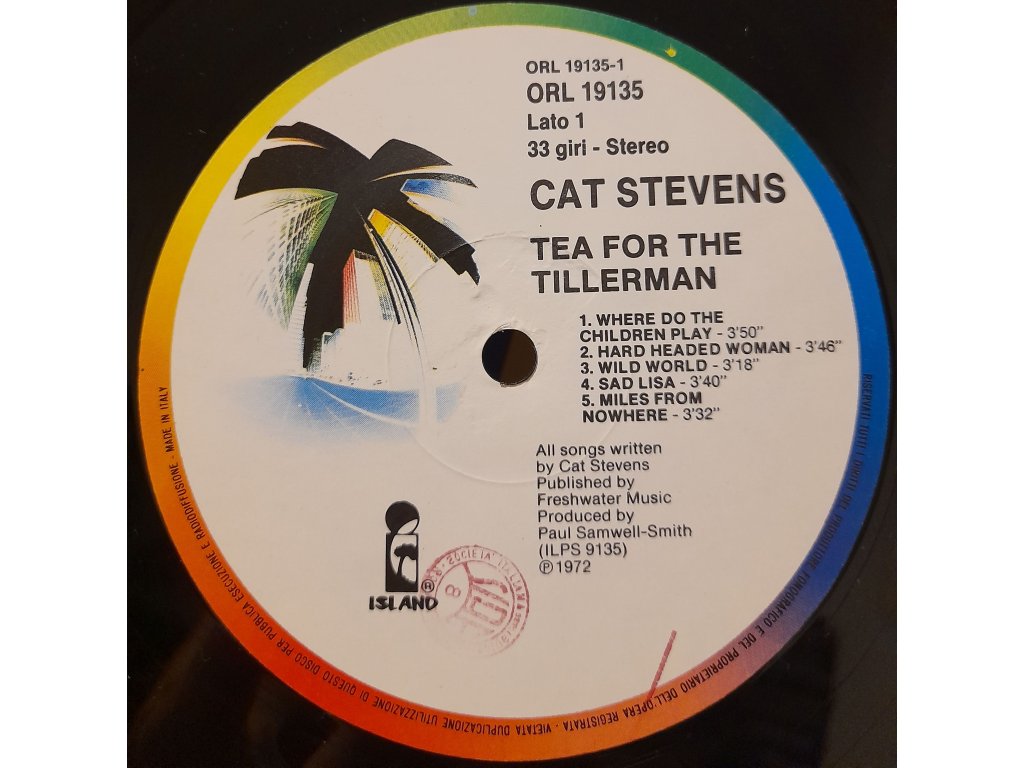 ORL 19135-1
ORL 19135
Lato 1
33 giri - Stereo
CAT STEVENS
TEA FOR THE
TILLERMAN
1. WHERE DO THE
CHILDREN PLAY - 3'50"
2. HARD HEADED WOMAN - 3'46"
3. WILD WORLD - 3'18"
4. SAD LISA - 3'40"
5. MILES FROM
NOWHERE - 3'32"
All songs written
by Cat Stevens
Published by
Freshwater Music
Produced by
Paul Samwell-Smith
(ILPS 9135)
℗ 1972
ISLAND®
SOCIETA' ITALIANA
8
RISERVATI TUTTI I DIRITTI DEL PRODUTTORE FONOGRAFICO E DEL PROPRIETARIO DELL'OPERA REGISTRATA - VIETATA DUPLICAZIONE UTILIZZAZIONE DI QUESTO DISCO PER PUBBLICA ESECUZIONE E RADIODIFFUSIONE - MADE IN ITALY